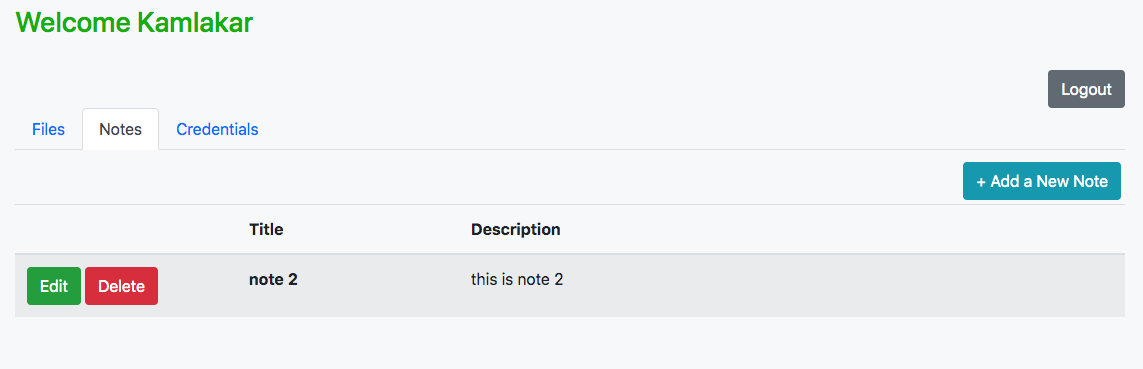 Welcome Kamlakar
Logout
Files Notes Credentials
+ Add a New Note
Title Description
Edit Delete note 2 this is note 2